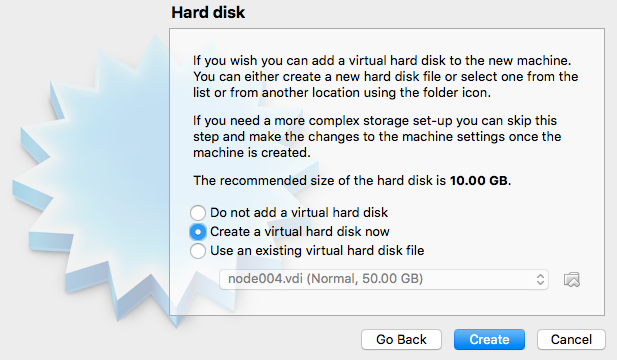 Hard disk
If you wish you can add a virtual hard disk to the new machine.
You can either create a new hard disk file or select one from the
list or from another location using the folder icon.
If you need a more complex storage set-up you can skip this
step and make the changes to the machine settings once the
machine is created.
The recommended size of the hard disk is 10.00 GB.
Do not add a virtual hard disk
Create a virtual hard disk now
Use an existing virtual hard disk file
node004.vdi (Normal, 50.00 GB)
Go Back Create Cancel